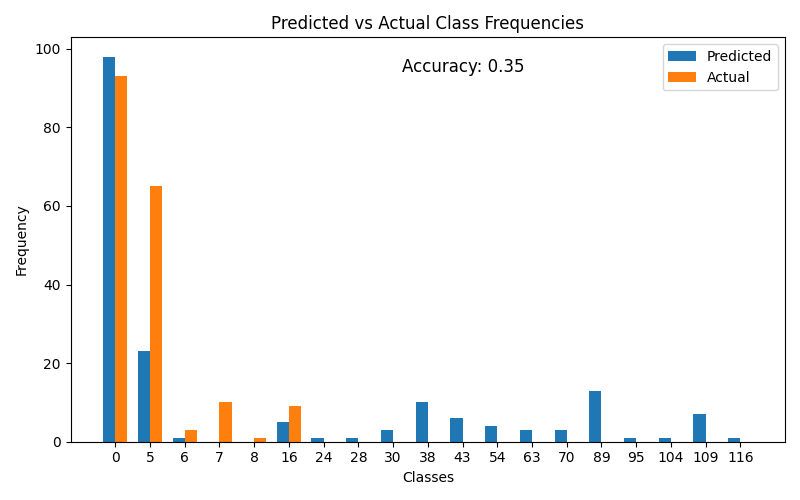 Predicted vs Actual Class Frequencies
Accuracy: 0.35
Predicted
Actual
Frequency
100
80
60
40
20
0
0 5 6 7 8 16 24 28 30 38 43 54 63 70 89 95 104 109 116
Classes